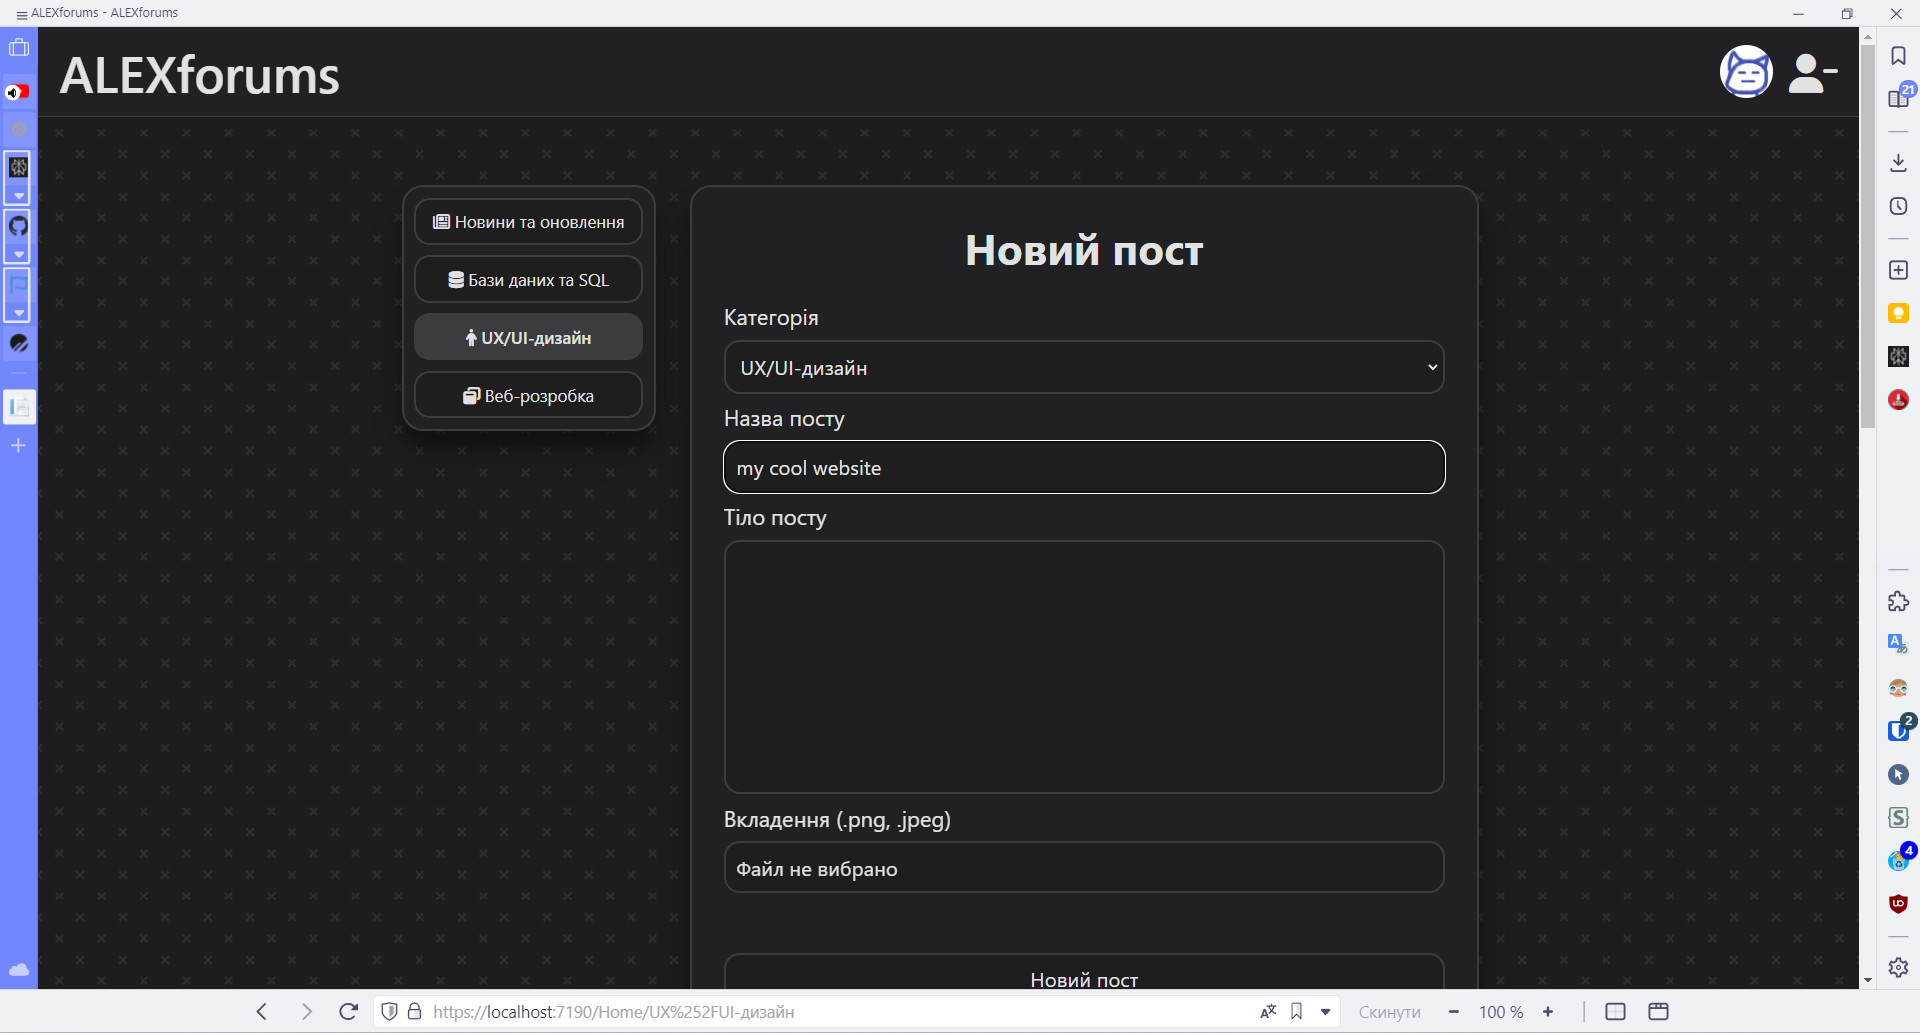 ALEXforums - ALEXforums
ALEXforums
21
Новини та оновлення
Бази даних та SQL
UX/UI-дизайн
Веб-розробка
Новий пост
Категорія
UX/UI-дизайн
Назва посту
my cool website
Тіло посту
Вкладення (.png, .jpeg)
Файл не вибрано
Новий пост
2
4
https://localhost:7190/Home/UX%252FUI-дизайн
Скинути
100 %